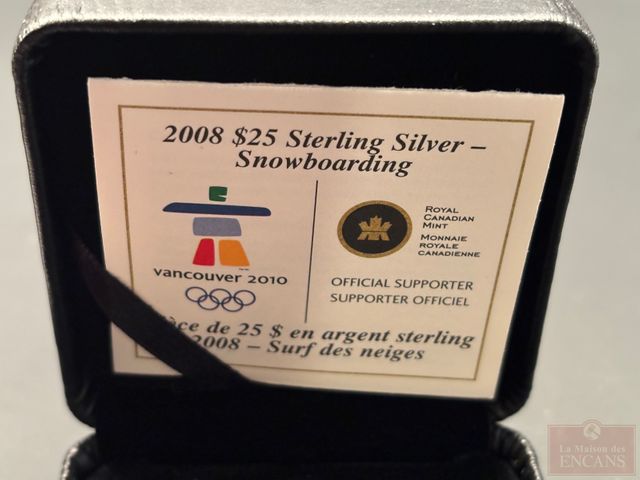 2008 $25 Sterling Silver –
Snowboarding
vancouver 2010
ROYAL
CANADIAN
MINT
MONNAIE
ROYALE
CANADIENNE
OFFICIAL SUPPORTER
SUPPORTER OFFICIEL
de 25 $ en argent sterling
2008 – Surf des neiges
La Maison des
ENCANS